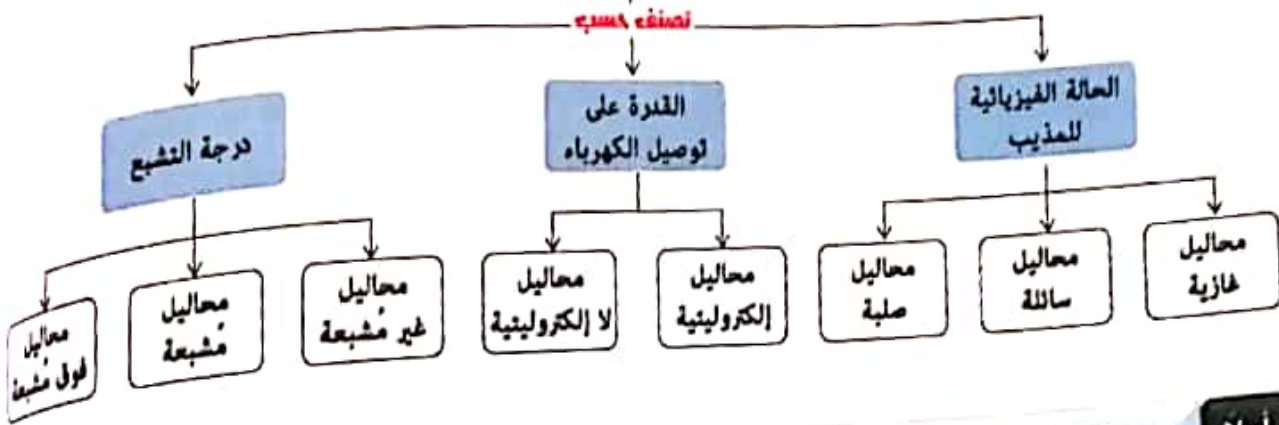 تصنف حسب
الحالة الفيزيائية
للمذيب
القدرة على
توصيل الكهرباء
درجة التشبع
محاليل
غازية
محاليل
سائلة
محاليل
صلبة
محاليل
إلكتروليتية
محاليل
لا إلكتروليتية
محاليل
غير مُشبعة
محاليل
مُشبعة
محاليل
فوق مُشبعة